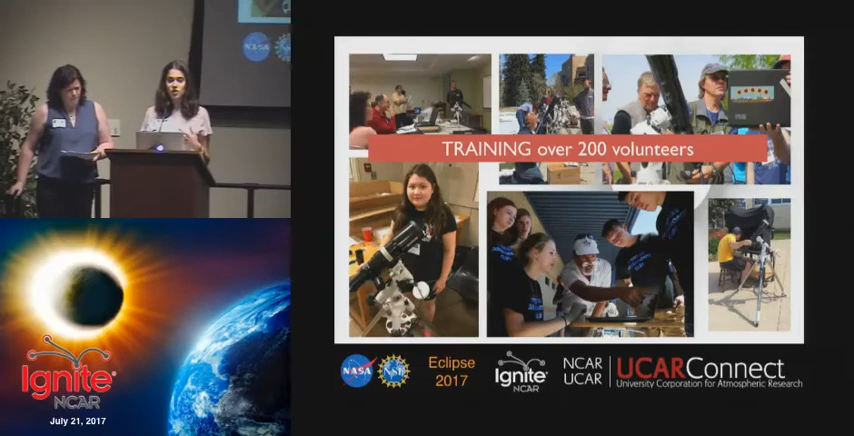 NASA
TRAINING over 200 volunteers
Ignite
NCAR
July 21, 2017
NASA
NSF
Eclipse
2017
Ignite
NCAR
NCAR
UCAR
UCARConnect
University Corporation for Atmospheric Research